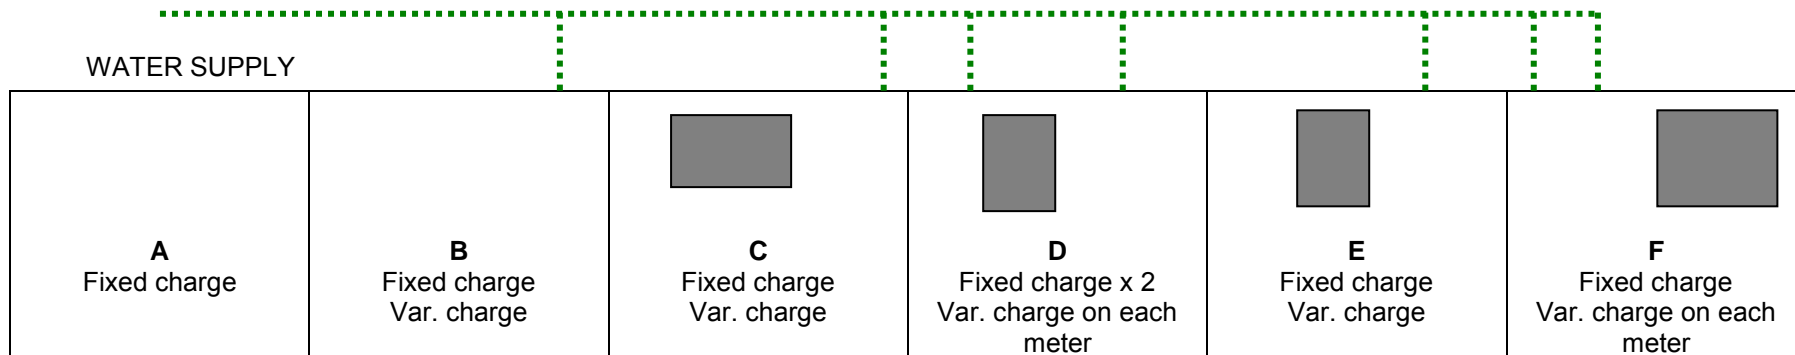 WATER SUPPLY
A
Fixed charge
B
Fixed charge
Var. charge
C
Fixed charge
Var. charge
D
Fixed charge x 2
Var. charge on each
meter
E
Fixed charge
Var. charge
F
Fixed charge
Var. charge on each
meter